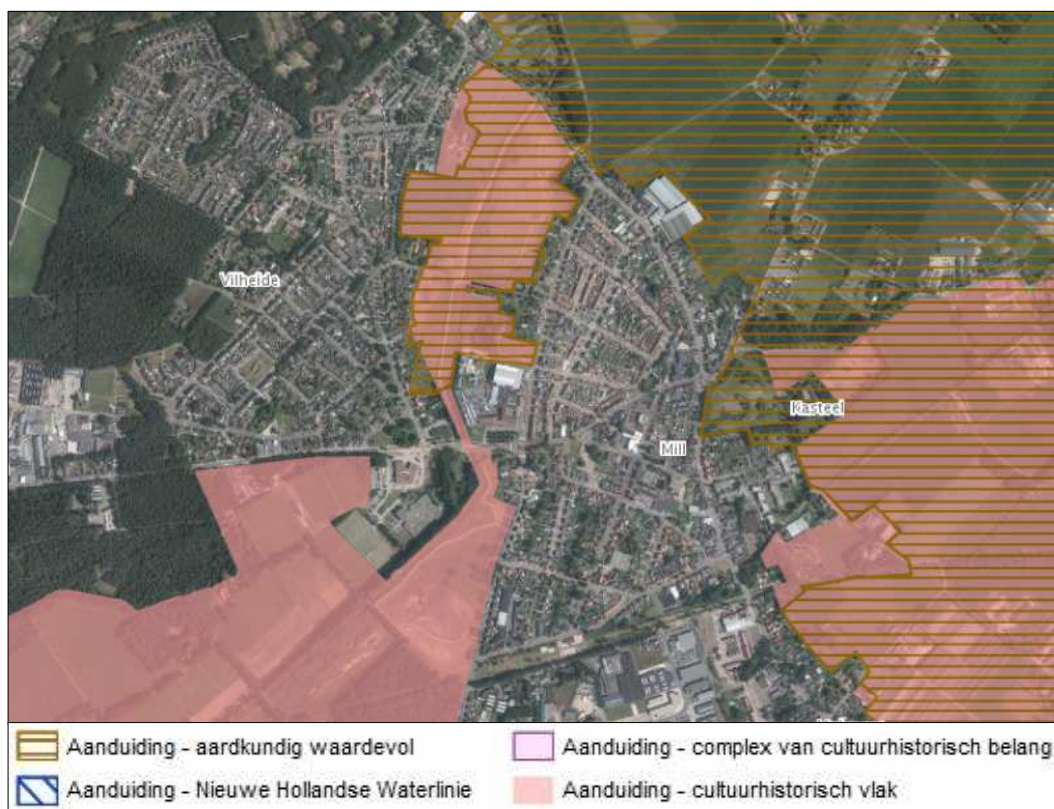 Vilheide
Kasteel
Mill
Aanduiding - aardkundig waardevol
Aanduiding - complex van cultuurhistorisch belang
Aanduiding - Nieuwe Hollandse Waterlinie
Aanduiding - cultuurhistorisch vlak